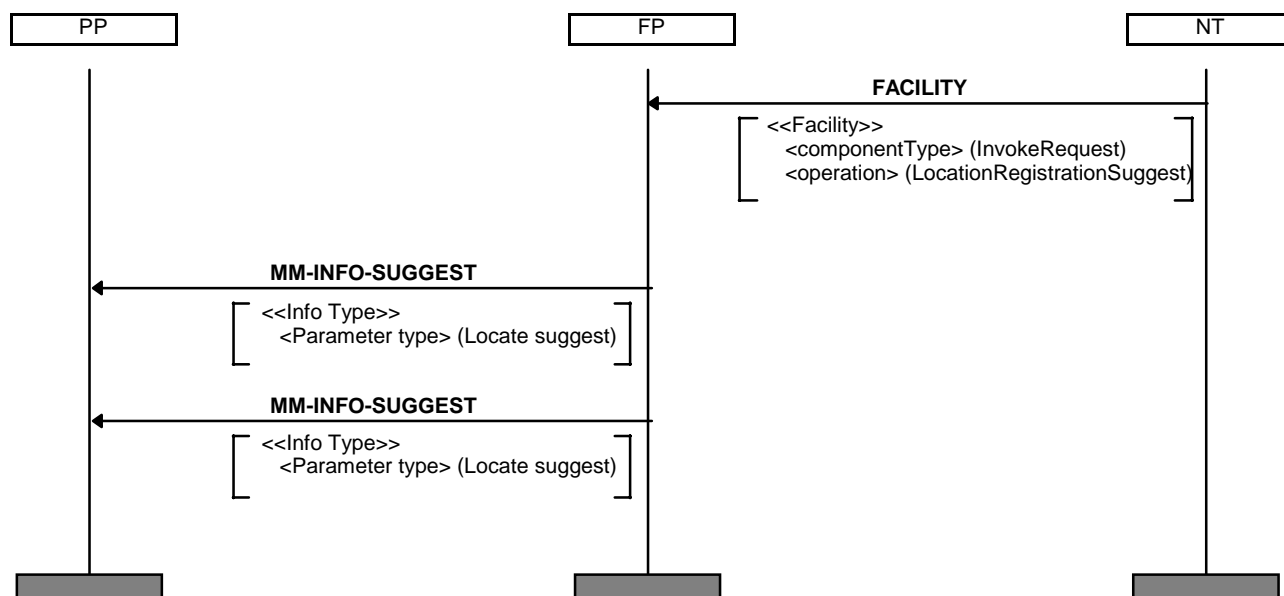 PP
FP
NT
FACILITY
<<Facility>>
<componentType> (InvokeRequest)
<operation> (LocationRegistrationSuggest)
MM-INFO-SUGGEST
<<Info Type>>
<Parameter type> (Locate suggest)
MM-INFO-SUGGEST
<<Info Type>>
<Parameter type> (Locate suggest)